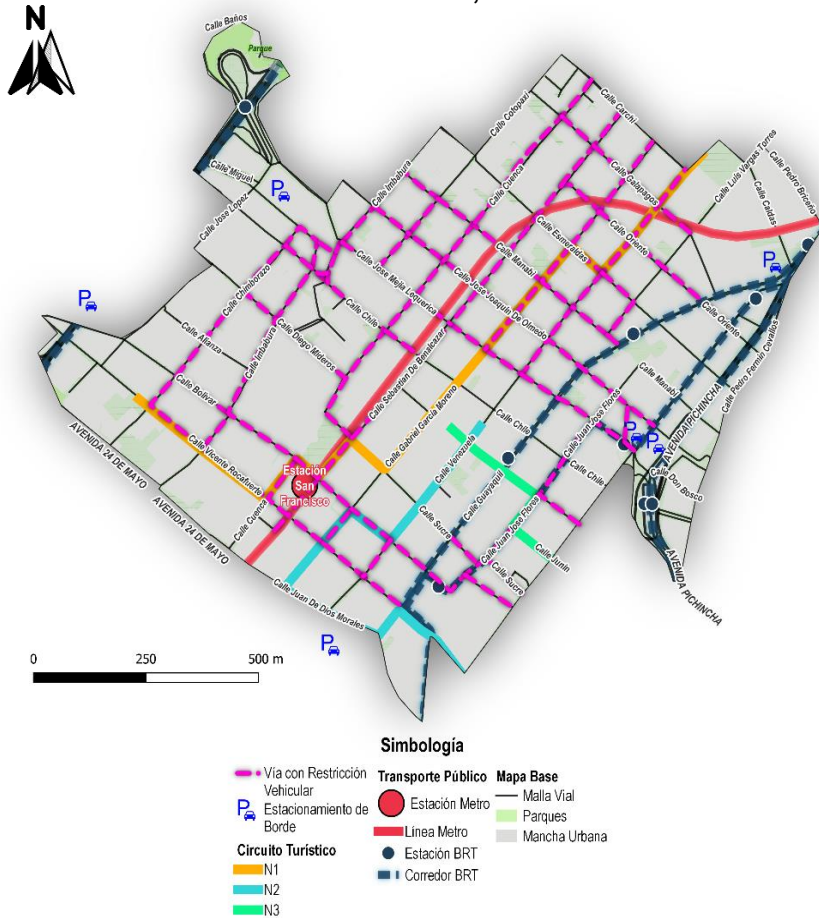 N
Calle Baños
Parque
Calle Miguel
Calle Jose Lopez
Calle Imbabura
Calle Cotopaxi
Calle Cuenca
Calle Carchi
Calle Galapagos
Calle Luis Vargas Torres
Calle Pedro Briceño
Calle Caldas
Calle Esmeraldas
Calle Oriente
Calle Manabi
Calle Jose Mejia Lequerica
Calle Jose Joaquin De Olmedo
Calle Chimborazo
Calle Chile
Calle Diego Mideros
Calle Alianza
Calle Imbabura
Calle Sebastian De Benalcazar
Calle Oriente
Calle Pedro Fermin Cevallos
Calle Manabi
Calle Bolivar
Calle Gabriel Garcia Moreno
Calle Juan Jose Flores
AVENIDA PICHINCHA
Calle Chile
Calle Venezuela
Calle Vicente Rocafuerte
AVENIDA 24 DE MAYO
Estación
San
Francisco
Calle Guayaquil
Calle Chile
Calle Don Bosco
Calle Cuenca
AVENIDA 24 DE MAYO
Calle Sucre
Calle Juan Jose Flores
Calle Junin
Calle Sucre
AVENIDA PICHINCHA
Calle Juan De Dios Morales
P
P
P
P
P
P
0 250 500 m
Simbología
Vía con Restricción
Vehicular
P
Estacionamiento de
Borde
Circuito Turístico
N1
N2
N3
Transporte Público
Estación Metro
Línea Metro
Estación BRT
Corredor BRT
Mapa Base
Malla Vial
Parques
Mancha Urbana